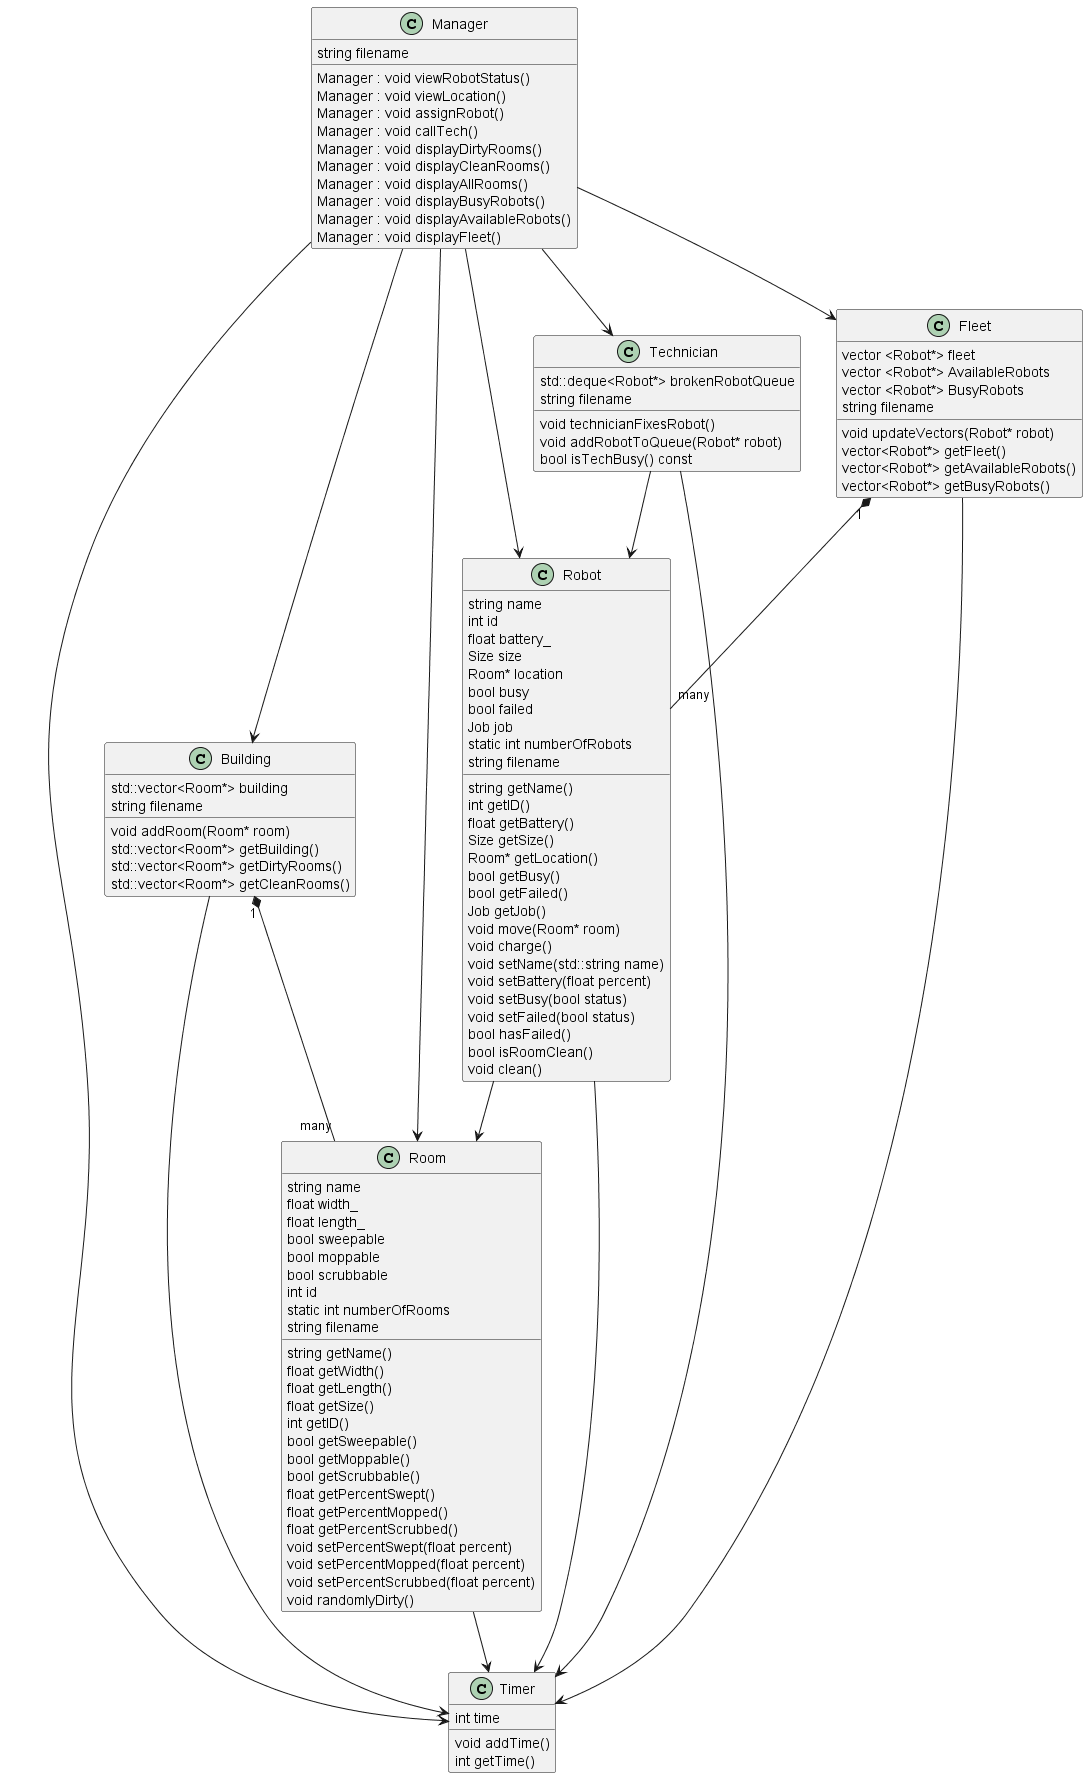 C Manager
string filename
Manager : void viewRobotStatus()
Manager : void viewLocation()
Manager : void assignRobot()
Manager : void callTech()
Manager : void displayDirtyRooms()
Manager : void displayCleanRooms()
Manager : void displayAllRooms()
Manager : void displayBusyRobots()
Manager : void displayAvailableRobots()
Manager : void displayFleet()
C Technician
std::deque<Robot*> brokenRobotQueue
string filename
void technicianFixesRobot()
void addRobotToQueue(Robot* robot)
bool isTechBusy() const
C Fleet
vector <Robot*> fleet
vector <Robot*> AvailableRobots
vector <Robot*> BusyRobots
string filename
void updateVectors(Robot* robot)
vector<Robot*> getFleet()
vector<Robot*> getAvailableRobots()
vector<Robot*> getBusyRobots()
1
many
C Robot
string name
int id
float battery_
Size size
Room* location
bool busy
bool failed
Job job
static int numberOfRobots
string filename
string getName()
int getID()
float getBattery()
Size getSize()
Room* getLocation()
bool getBusy()
bool getFailed()
Job getJob()
void move(Room* room)
void charge()
void setName(std::string name)
void setBattery(float percent)
void setBusy(bool status)
void setFailed(bool status)
bool hasFailed()
bool isRoomClean()
void clean()
C Building
std::vector<Room*> building
string filename
void addRoom(Room* room)
std::vector<Room*> getBuilding()
std::vector<Room*> getDirtyRooms()
std::vector<Room*> getCleanRooms()
1
many
C Room
string name
float width_
float length_
bool sweepable
bool moppable
bool scrubbable
int id
static int numberOfRooms
string filename
string getName()
float getWidth()
float getLength()
float getSize()
int getID()
bool getSweepable()
bool getMoppable()
bool getScrubbable()
float getPercentSwept()
float getPercentMopped()
float getPercentScrubbed()
void setPercentSwept(float percent)
void setPercentMopped(float percent)
void setPercentScrubbed(float percent)
void randomlyDirty()
C Timer
int time
void addTime()
int getTime()